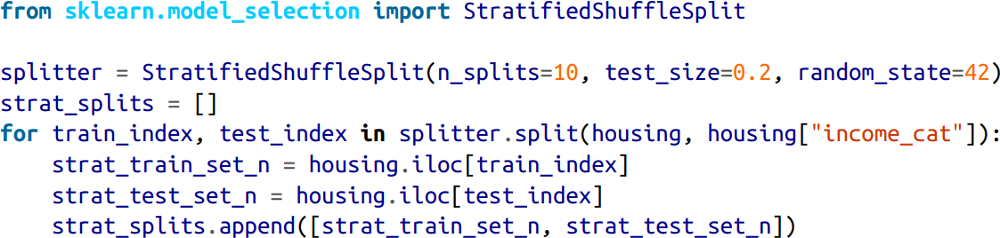 from sklearn.model_selection import StratifiedShuffleSplit

splitter = StratifiedShuffleSplit(n_splits=10, test_size=0.2, random_state=42)
strat_splits = []
for train_index, test_index in splitter.split(housing, housing["income_cat"]):
    strat_train_set_n = housing.iloc[train_index]
    strat_test_set_n = housing.iloc[test_index]
    strat_splits.append([strat_train_set_n, strat_test_set_n])